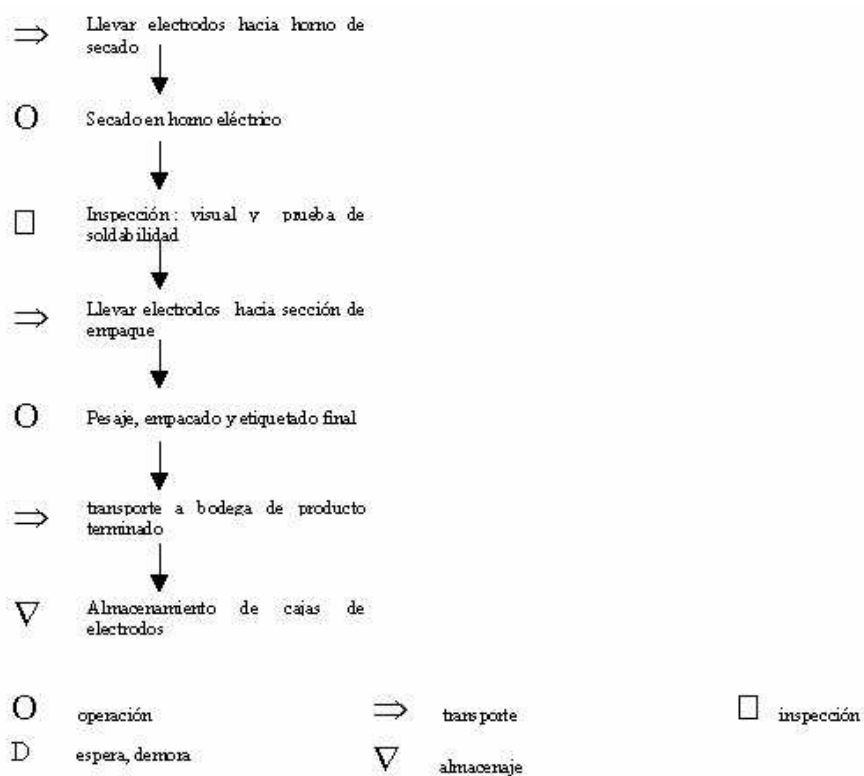 ⇒ Llevar electrodos hacia horno de
secado
O Secado en horno eléctrico
□ Inspección: visual y prueba de
soldabilidad
⇒ Llevar electrodos hacia sección de
empaque
O Pesaje, empacado y etiquetado final
⇒ transporte a bodega de producto
terminado
∇ Almacenamiento de cajas de
electrodos
O operación ⇒ transporte □ inspección
D espera, demora ∇ almacenaje